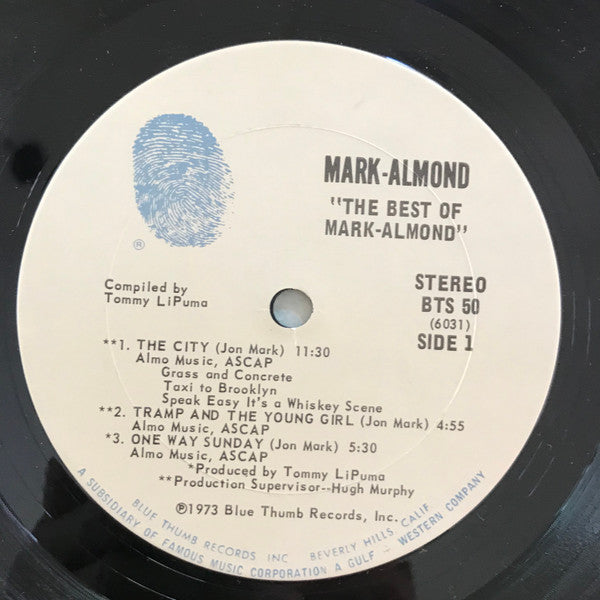 MARK-ALMOND
"THE BEST OF
MARK-ALMOND"
®
Compiled by
Tommy LiPuma
STEREO
BTS 50
(6031)
SIDE 1
**1. THE CITY (Jon Mark) 11:30
Almo Music, ASCAP
Grass and Concrete
Taxi to Brooklyn
Speak Easy It's a Whiskey Scene
**2. TRAMP AND THE YOUNG GIRL (Jon Mark) 4:55
Almo Music, ASCAP
*3. ONE WAY SUNDAY (Jon Mark) 5:30
Almo Music, ASCAP
*Produced by Tommy LiPuma
**Production Supervisor--Hugh Murphy
℗1973 Blue Thumb Records, Inc.
BLUE THUMB RECORDS INC BEVERLY HILLS, CALIF
A SUBSIDIARY OF FAMOUS MUSIC CORPORATION A GULF - WESTERN COMPANY